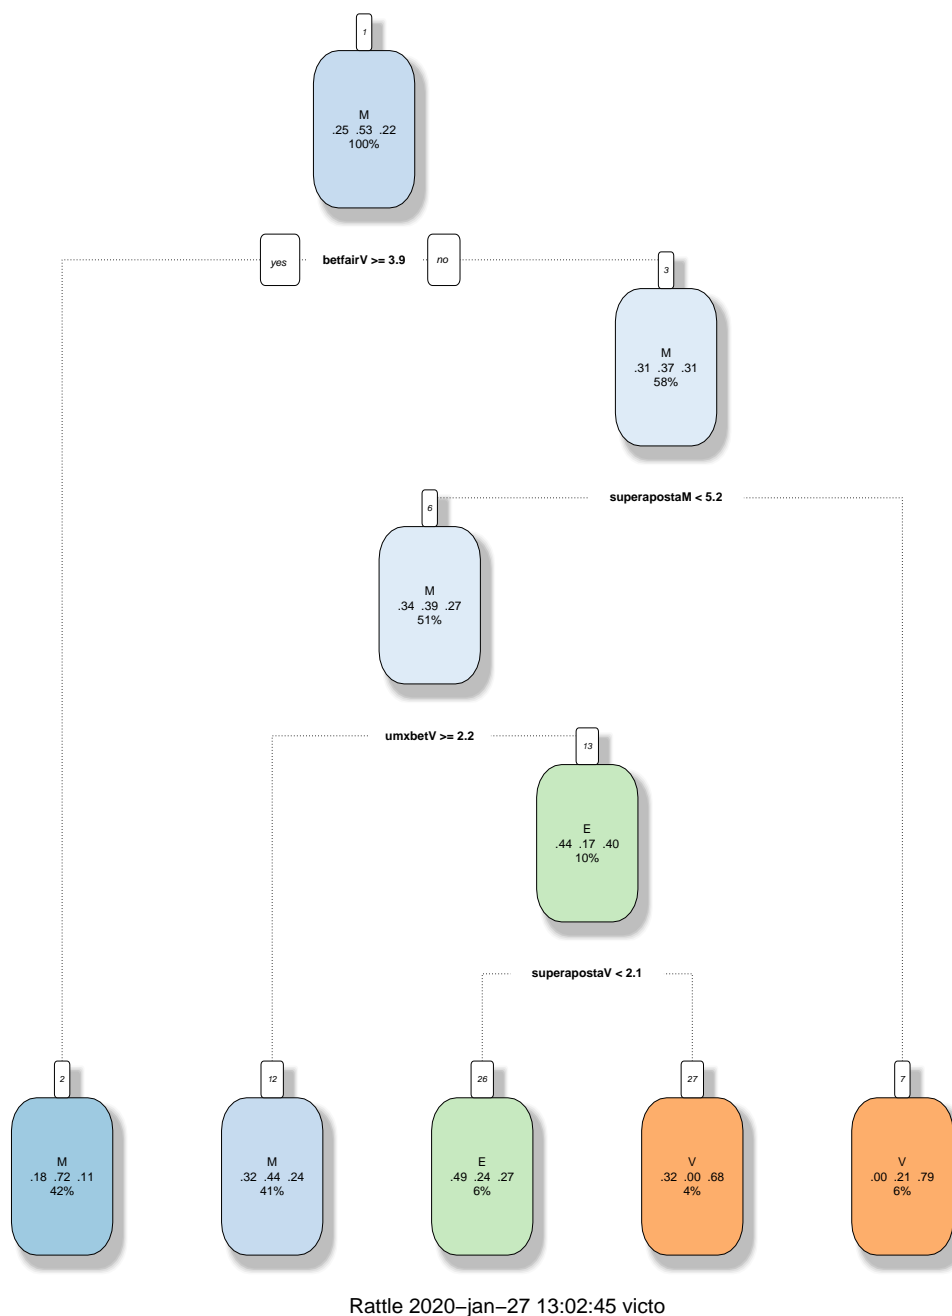 1
M
.25 .53 .22
100%
yes
betfairV >= 3.9
no
3
M
.31 .37 .31
58%
superapostaM < 5.2
6
M
.34 .39 .27
51%
umxbetV >= 2.2
13
E
.44 .17 .40
10%
superapostaV < 2.1
2
M
.18 .72 .11
42%
12
M
.32 .44 .24
41%
26
E
.49 .24 .27
6%
27
V
.32 .00 .68
4%
7
V
.00 .21 .79
6%
Rattle 2020−jan−27 13:02:45 victo